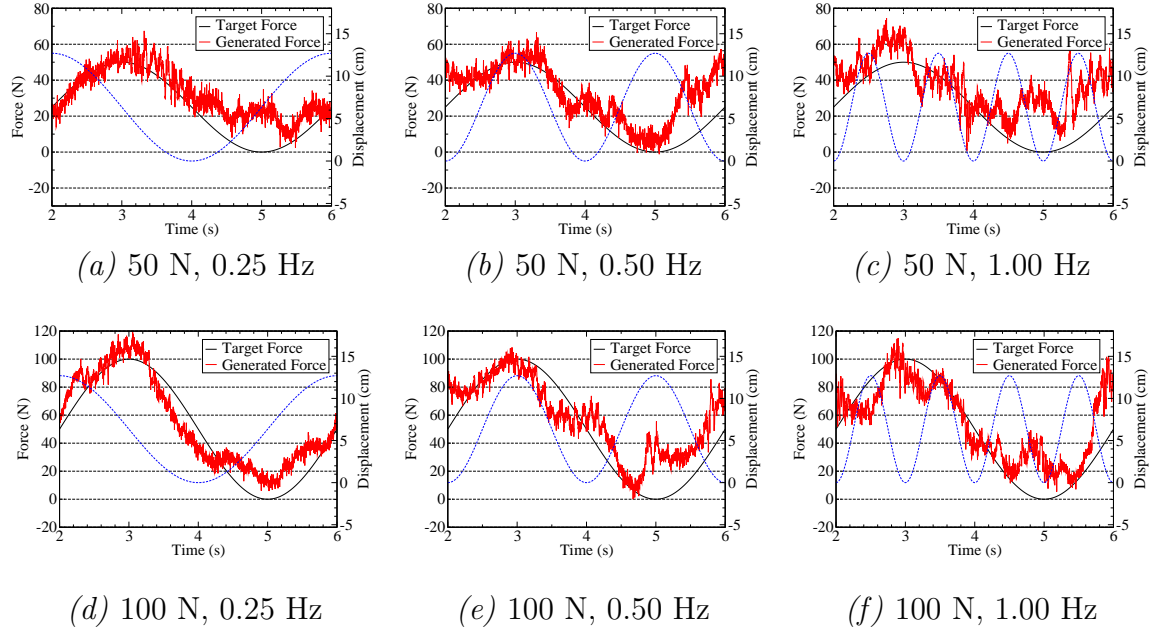 Target Force
Generated Force
Force (N)
80
60
40
20
0
-20
15
10
5
0
-5
Displacement (cm)
2 3 4 5 6
Time (s)
(a) 50 N, 0.25 Hz
Target Force
Generated Force
Force (N)
80
60
40
20
0
-20
15
10
5
0
-5
Displacement (cm)
2 3 4 5 6
Time (s)
(b) 50 N, 0.50 Hz
Target Force
Generated Force
Force (N)
80
60
40
20
0
-20
15
10
5
0
-5
Displacement (cm)
2 3 4 5 6
Time (s)
(c) 50 N, 1.00 Hz
Target Force
Generated Force
Force (N)
120
100
80
60
40
20
0
-20
15
10
5
0
-5
Displacement (cm)
2 3 4 5 6
Time (s)
(d) 100 N, 0.25 Hz
Target Force
Generated Force
Force (N)
120
100
80
60
40
20
0
-20
15
10
5
0
-5
Displacement (cm)
2 3 4 5 6
Time (s)
(e) 100 N, 0.50 Hz
Target Force
Generated Force
Force (N)
120
100
80
60
40
20
0
-20
15
10
5
0
-5
Displacement (cm)
2 3 4 5 6
Time (s)
(f) 100 N, 1.00 Hz